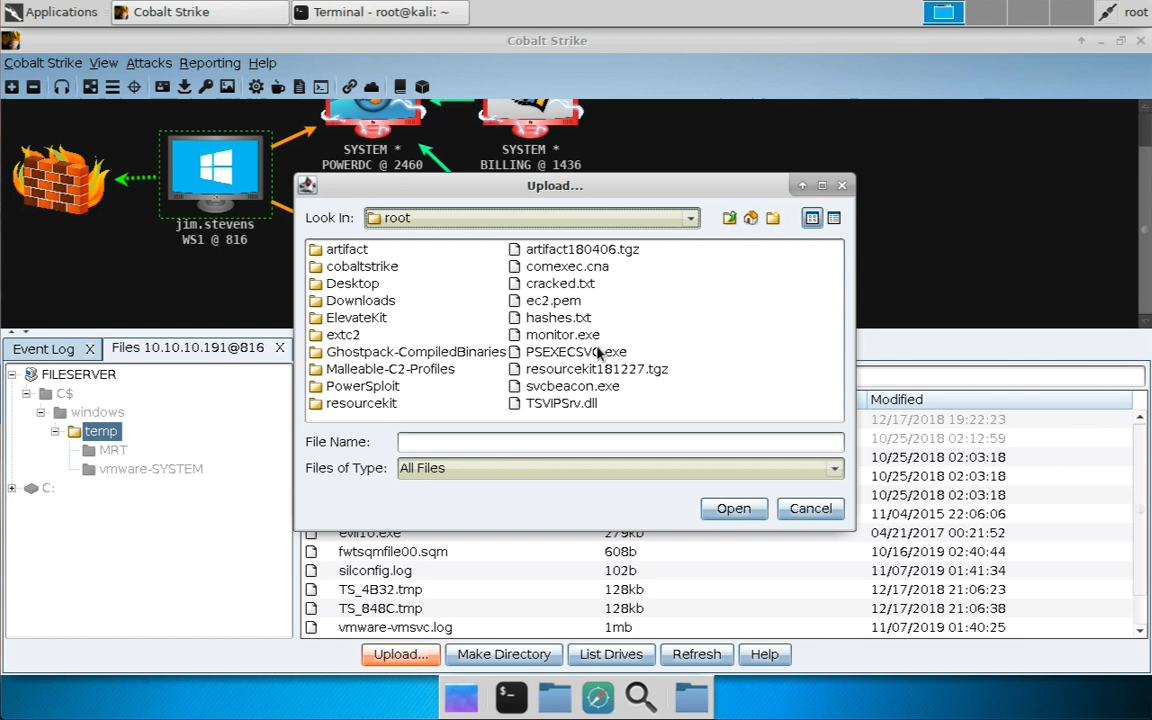 Applications Cobalt Strike Terminal - root@kali: ~ root
Cobalt Strike
Cobalt Strike View Attacks Reporting Help
SYSTEM * SYSTEM *
POWERDC @ 2460 BILLING @ 1436
jim.stevens
WS1 @ 816
Upload...
Look In: root
artifact artifact180406.tgz
cobaltstrike comexec.cna
Desktop cracked.txt
Downloads ec2.pem
ElevateKit hashes.txt
extc2 monitor.exe
Ghostpack-CompiledBinaries PSEXECSVC.exe
Malleable-C2-Profiles resourcekit181227.tgz
PowerSploit svcbeacon.exe
resourcekit TSVIPSrv.dll
File Name:
Files of Type: All Files
Open Cancel
Event Log X Files 10.10.10.191@816 X
FILESERVER
C$
windows
temp
MRT
vmware-SYSTEM
C:
Modified
12/17/2018 19:22:23
10/25/2018 02:12:59
10/25/2018 02:03:18
10/25/2018 02:03:18
10/25/2018 02:03:18
11/04/2015 22:06:06
279kb 04/21/2017 00:21:52
fwtsqmfile00.sqm 608b 10/16/2019 02:40:44
silconfig.log 102b 11/07/2019 01:41:34
TS_4B32.tmp 128kb 12/17/2018 21:06:23
TS_848C.tmp 128kb 12/17/2018 21:06:38
vmware-vmsvc.log 1mb 11/07/2019 01:40:25
Upload... Make Directory List Drives Refresh Help